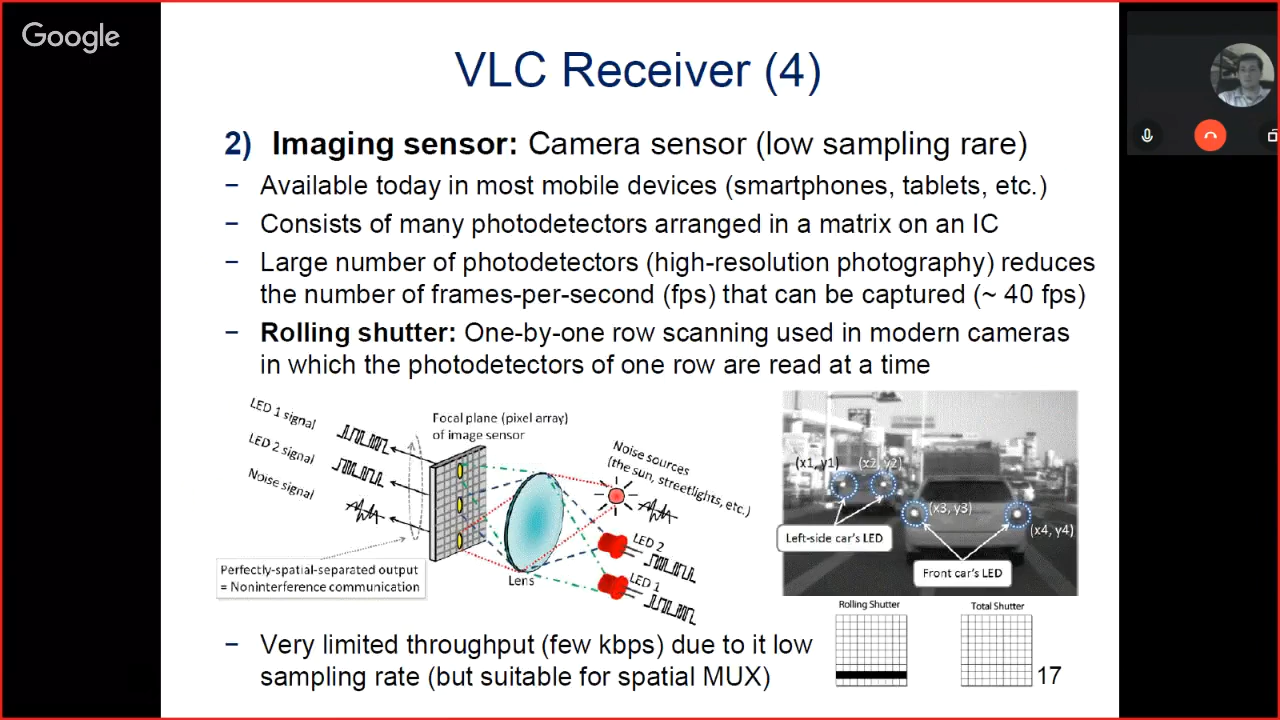 Google
VLC Receiver (4)
2) Imaging sensor: Camera sensor (low sampling rare)
− Available today in most mobile devices (smartphones, tablets, etc.)
− Consists of many photodetectors arranged in a matrix on an IC
− Large number of photodetectors (high-resolution photography) reduces
the number of frames-per-second (fps) that can be captured (~ 40 fps)
− Rolling shutter: One-by-one row scanning used in modern cameras
in which the photodetectors of one row are read at a time
LED 1 signal
LED 2 signal
Noise signal
Focal plane (pixel array)
of image sensor
Noise sources
(the sun, streetlights, etc.)
LED 2
LED 1
Lens
Perfectly-spatial-separated output
= Noninterference communication
(x1, y1)
(x2, y2)
(x3, y3)
(x4, y4)
Left-side car's LED
Front car's LED
Rolling Shutter
Total Shutter
− Very limited throughput (few kbps) due to it low
sampling rate (but suitable for spatial MUX)
17